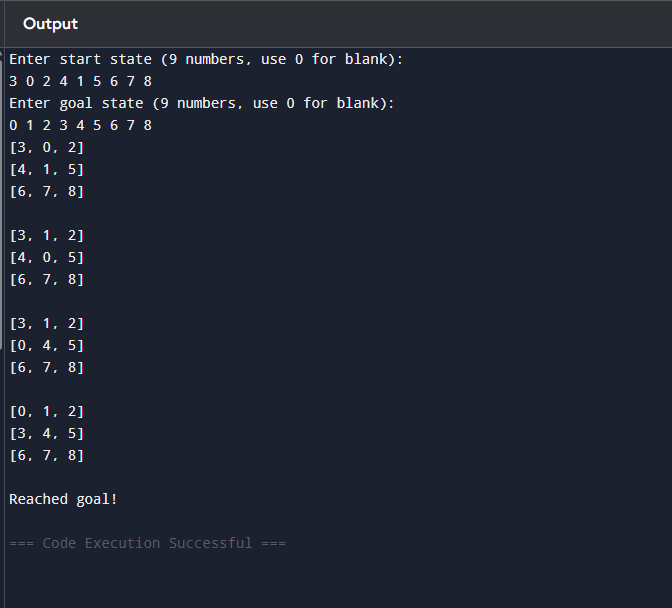 Output
Enter start state (9 numbers, use 0 for blank):
3 0 2 4 1 5 6 7 8
Enter goal state (9 numbers, use 0 for blank):
0 1 2 3 4 5 6 7 8
[3, 0, 2]
[4, 1, 5]
[6, 7, 8]

[3, 1, 2]
[4, 0, 5]
[6, 7, 8]

[3, 1, 2]
[0, 4, 5]
[6, 7, 8]

[0, 1, 2]
[3, 4, 5]
[6, 7, 8]

Reached goal!

=== Code Execution Successful ===